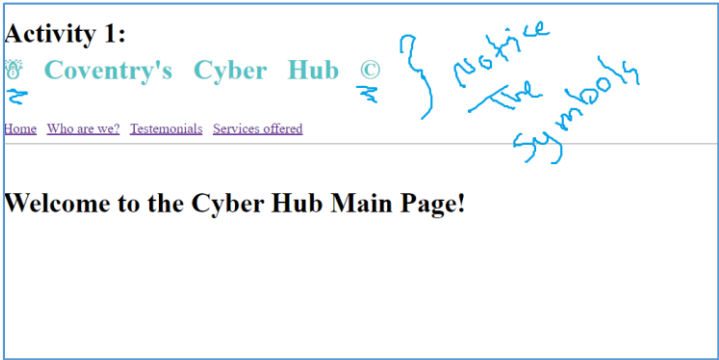 Activity 1:
☃ Coventry's Cyber Hub ©
Notice
The
symbols
Home Who are we? Testemonials Services offered
Welcome to the Cyber Hub Main Page!